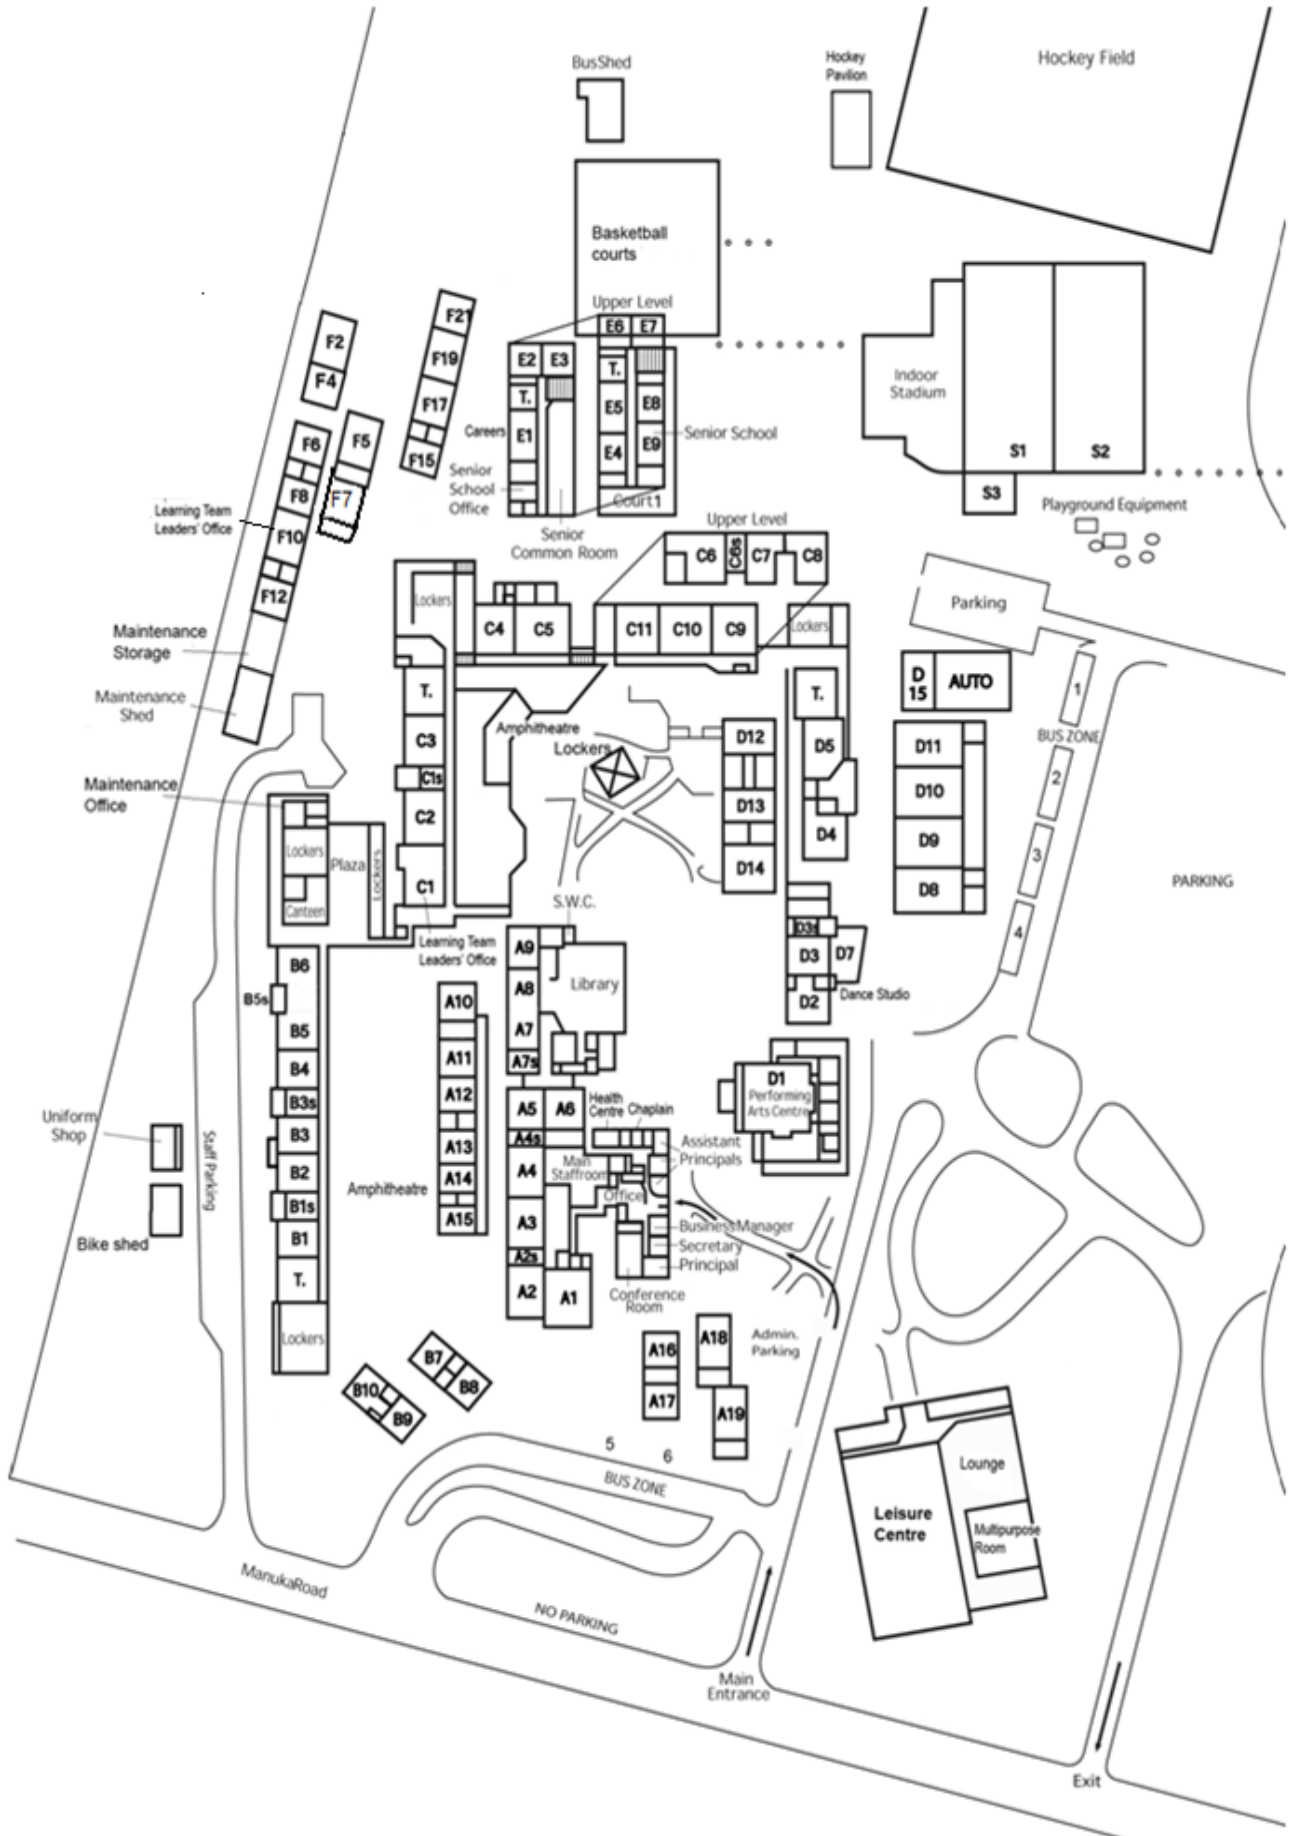 BusShed
Hockey
Pavilion
Hockey Field
Basketball
courts
Upper Level
E6
E7
F21
F2
F19
E2
E3
T.
T.
Indoor
Stadium
F4
F17
E5
E8
Careers
E1
F6
F5
F15
E4
E9
Senior School
S1
S2
Senior
School
Office
F8
F7
Court1
S3
Learning Team
Leaders' Office
F10
Playground Equipment
Senior
Common Room
Upper Level
C6
C6s
C7
C8
F12
Lockers
Parking
Maintenance
Storage
C4
C5
C11
C10
C9
Lockers
Maintenance
Shed
T.
T.
D
15
AUTO
1
Amphitheatre
Lockers
C3
D12
D5
D11
BUS ZONE
Maintenance
Office
C1s
2
D13
D10
C2
D4
Lockers
Plaza
Lockers
D14
D9
3
C1
D8
PARKING
Canteen
S.W.C.
4
Learning Team
Leaders' Office
A9
D3s
B6
D3
D7
Library
B5s
A10
A8
D2
Dance Studio
B5
A7
B4
A11
A7s
D1
Performing
Arts Centre
B3s
A12
A5
A6
Health
Centre
Chaplain
Uniform
Shop
B3
A13
A4s
Assistant
Principals
Staff Parking
B2
A14
A4
Main
Staffroom
Amphitheatre
Office
B1s
A15
A3
BusinessManager
Bike shed
B1
Secretary
A2s
Principal
T.
A2
A1
Conference
Room
Lockers
A16
A18
Admin.
Parking
B7
B8
B10
B9
A17
A19
5
6
BUS ZONE
Lounge
Leisure
Centre
Multipurpose
Room
ManukaRoad
NO PARKING
Main
Entrance
Exit